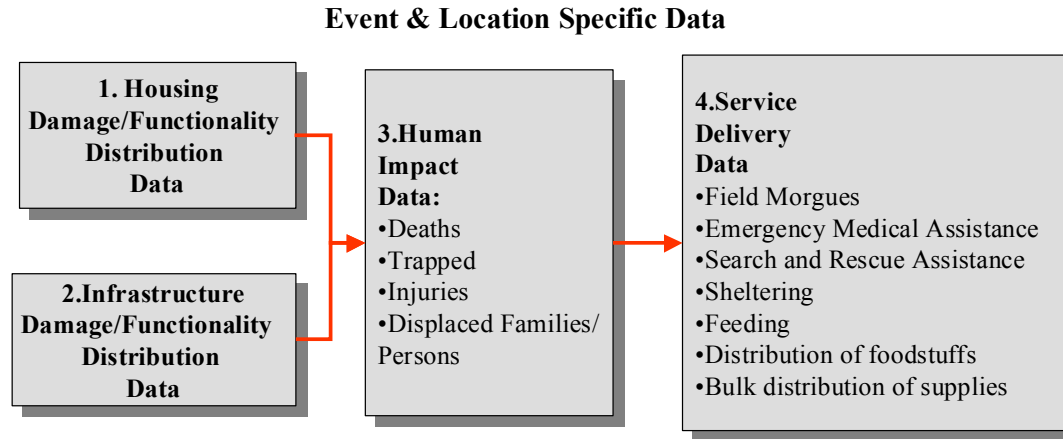 Event & Location Specific Data
1. Housing
Damage/Functionality
Distribution
Data
2.Infrastructure
Damage/Functionality
Distribution
Data
3.Human
Impact
Data:
•Deaths
•Trapped
•Injuries
•Displaced Families/
Persons
4.Service
Delivery
Data
•Field Morgues
•Emergency Medical Assistance
•Search and Rescue Assistance
•Sheltering
•Feeding
•Distribution of foodstuffs
•Bulk distribution of supplies